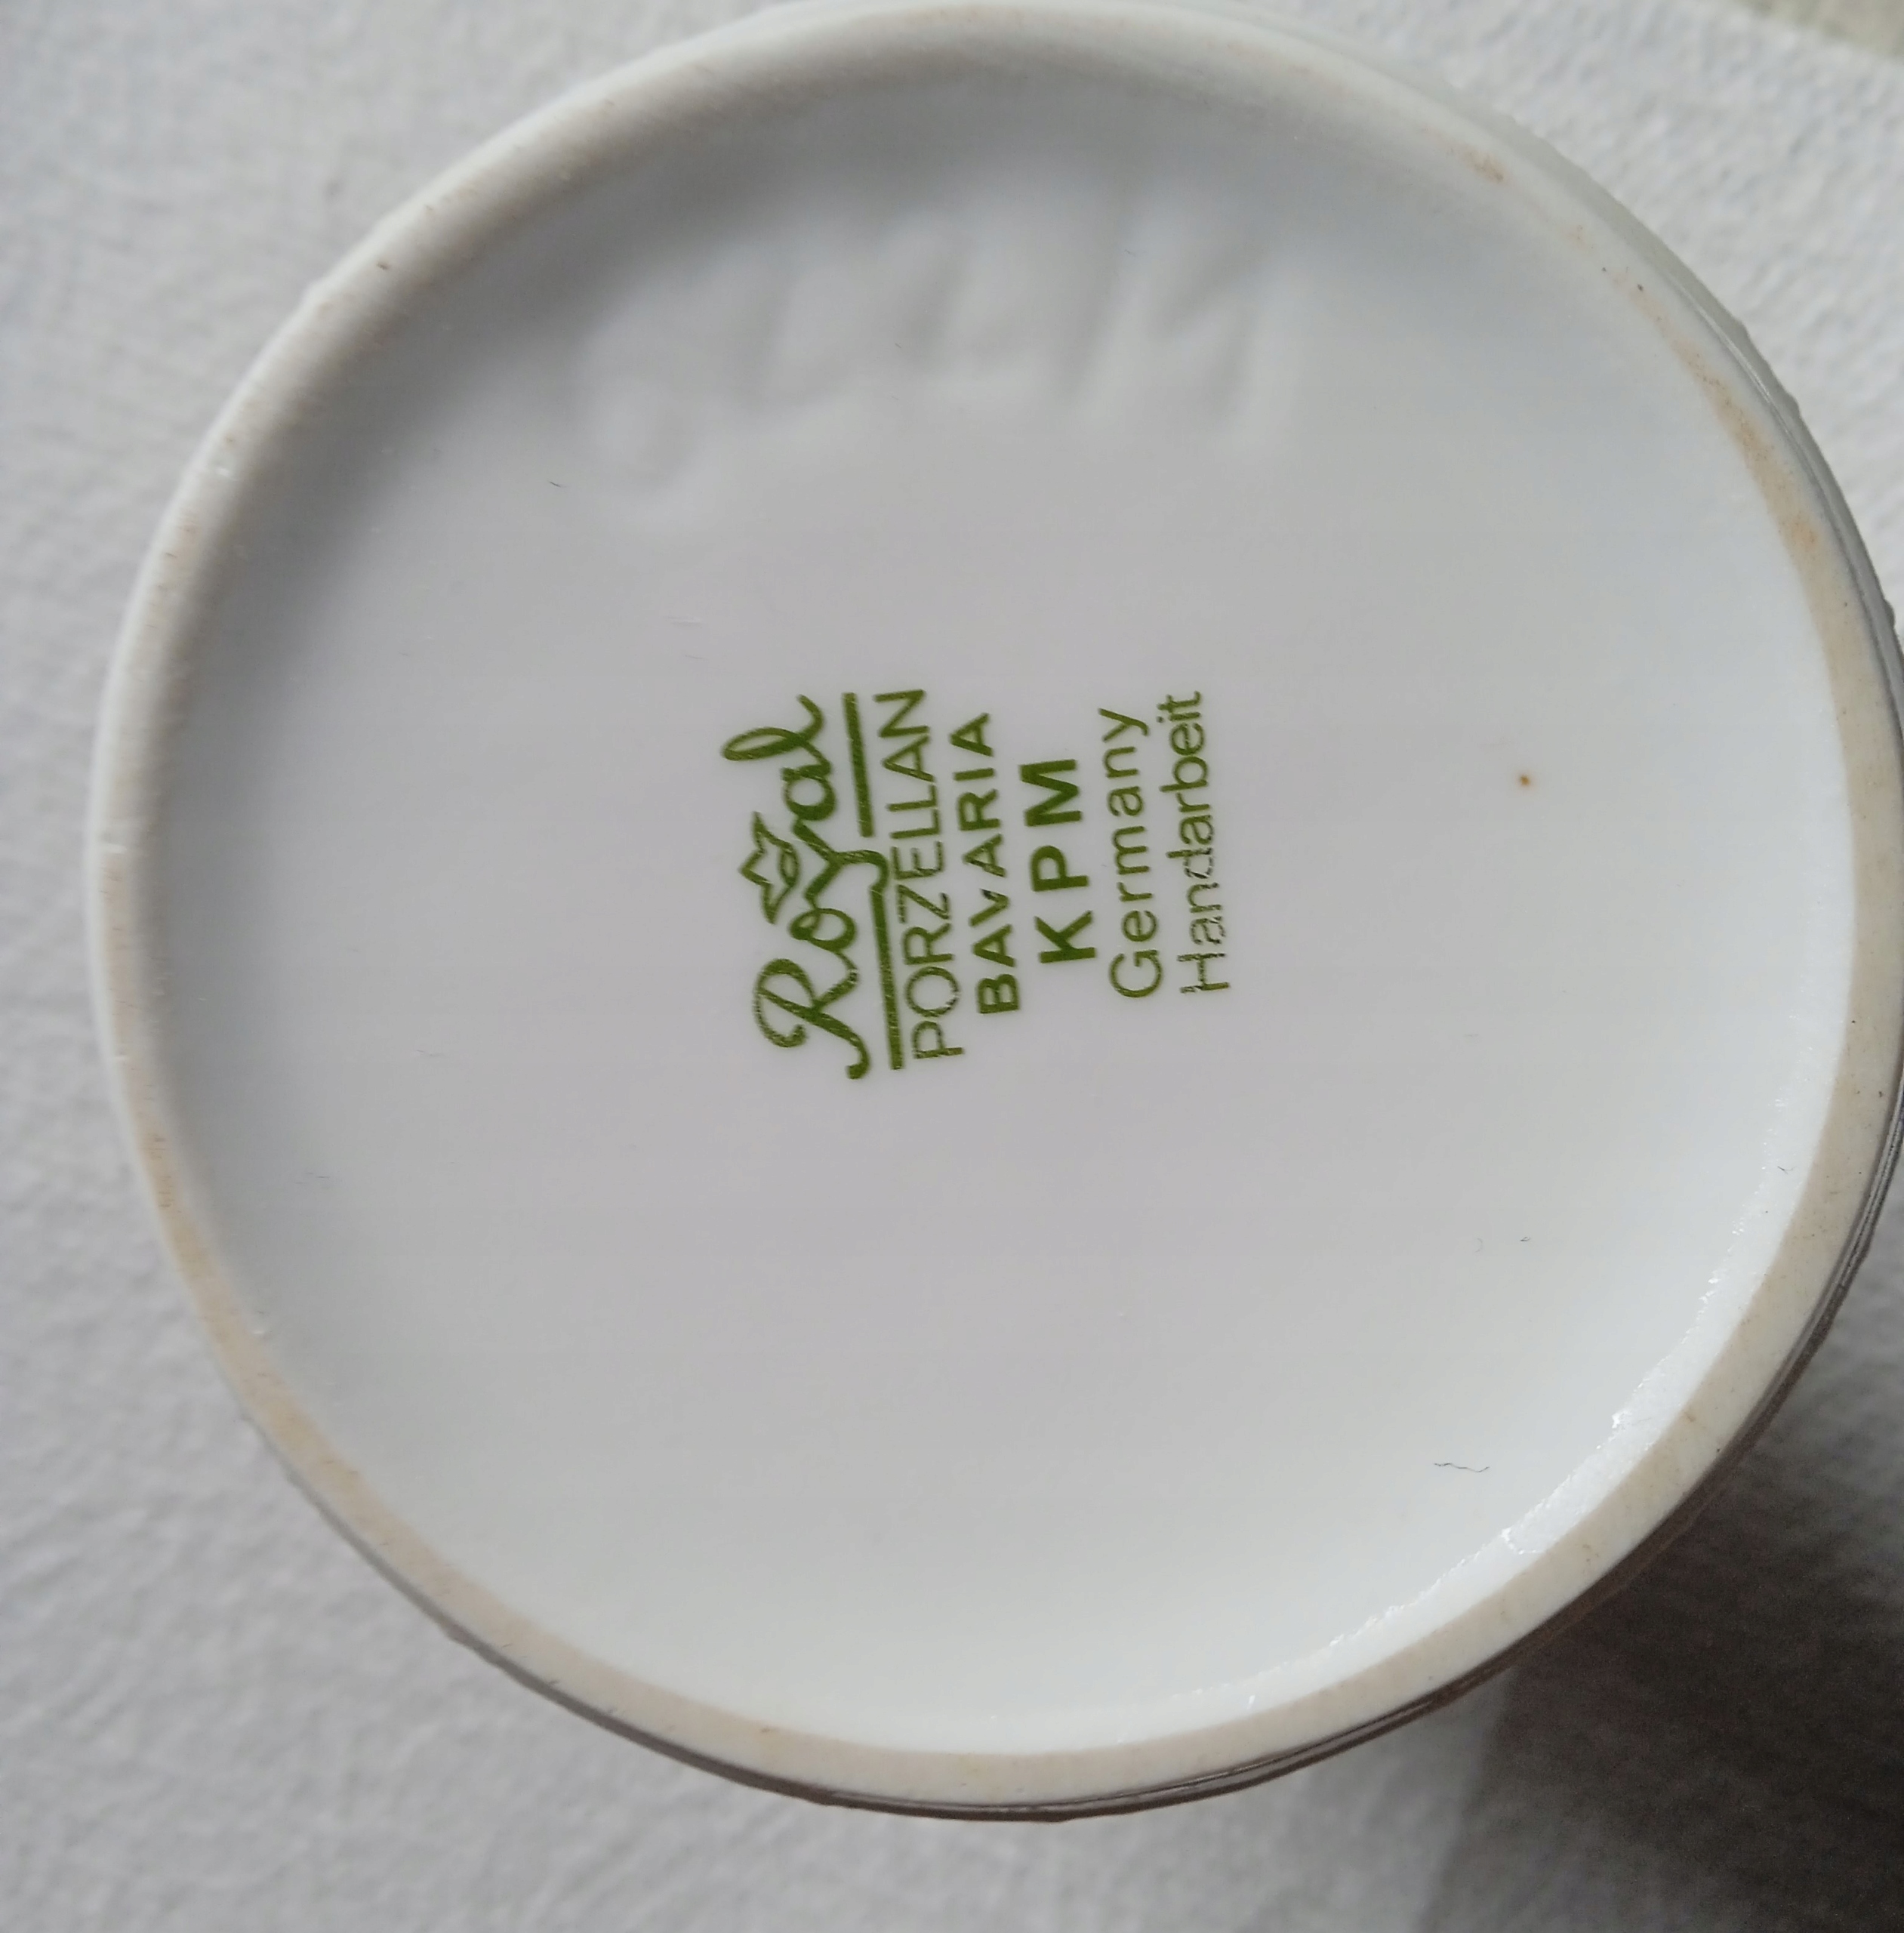 Royal
PORZELLAN
BAVARIA
KPM
Germany
Handarbeit